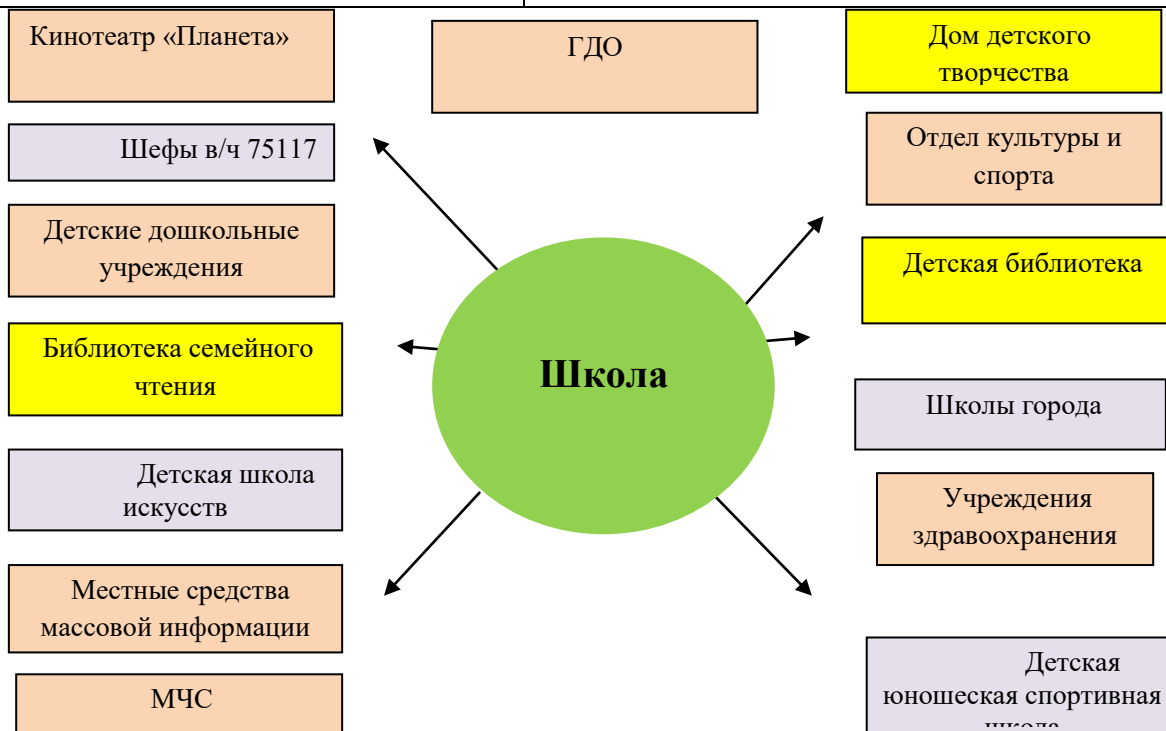 Кинотеатр «Планета»
Шефы в/ч 75117
Детские дошкольные
учреждения
Библиотека семейного
чтения
Детская школа
искусств
Местные средства
массовой информации
МЧС
ГДО
Школа
Дом детского
творчества
Отдел культуры и
спорта
Детская библиотека
Школы города
Учреждения
здравоохранения
Детская
юношеская спортивная
школа